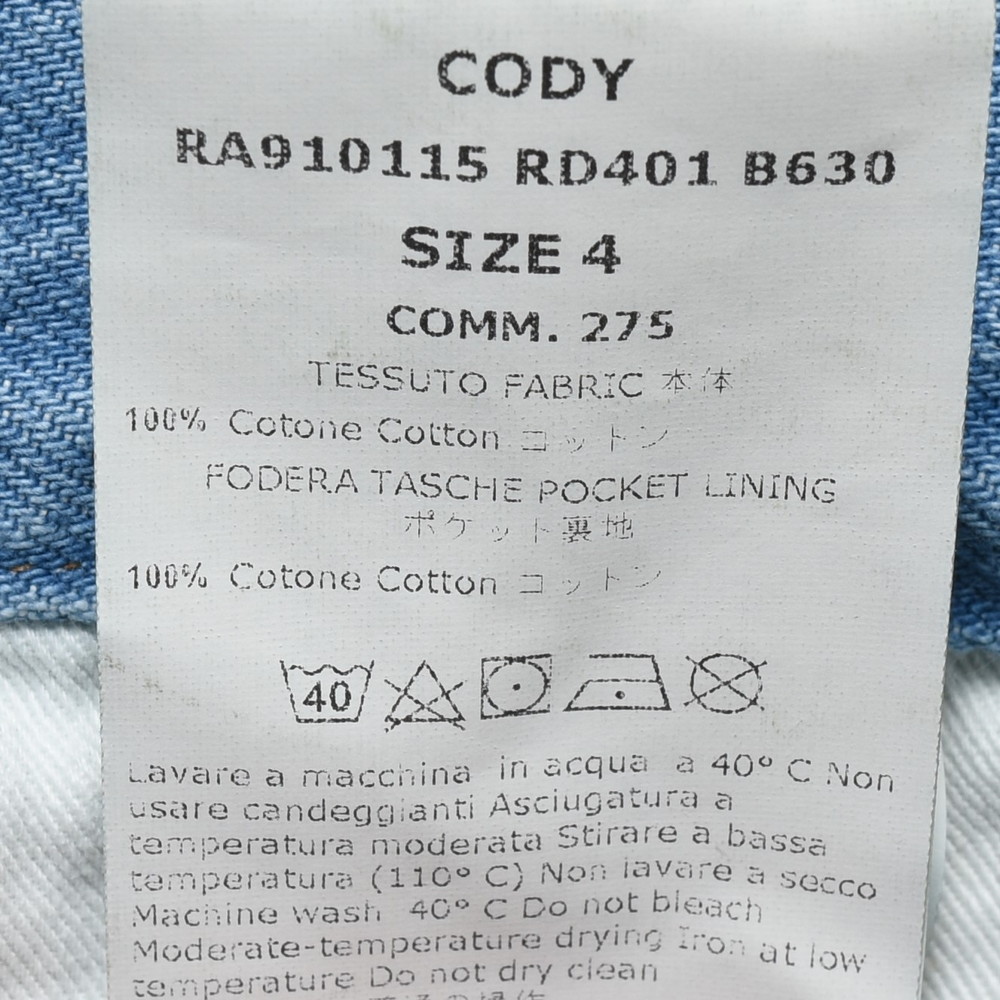 CODY
RA910115 RD401 B630
SIZE 4
COMM. 275
TESSUTO FABRIC 本体
100% Cotone Cotton コットン
FODERA TASCHE POCKET LINING
ポケット裏地
100% Cotone Cotton コットン
40
Lavare a macchina in acqua a 40° C Non
usare candeggianti Asciugatura a
temperatura moderata Stirare a bassa
temperatura (110° C) Non lavare a secco
Machine wash 40° C Do not bleach
Moderate-temperature drying Iron at low
temperature Do not dry clean